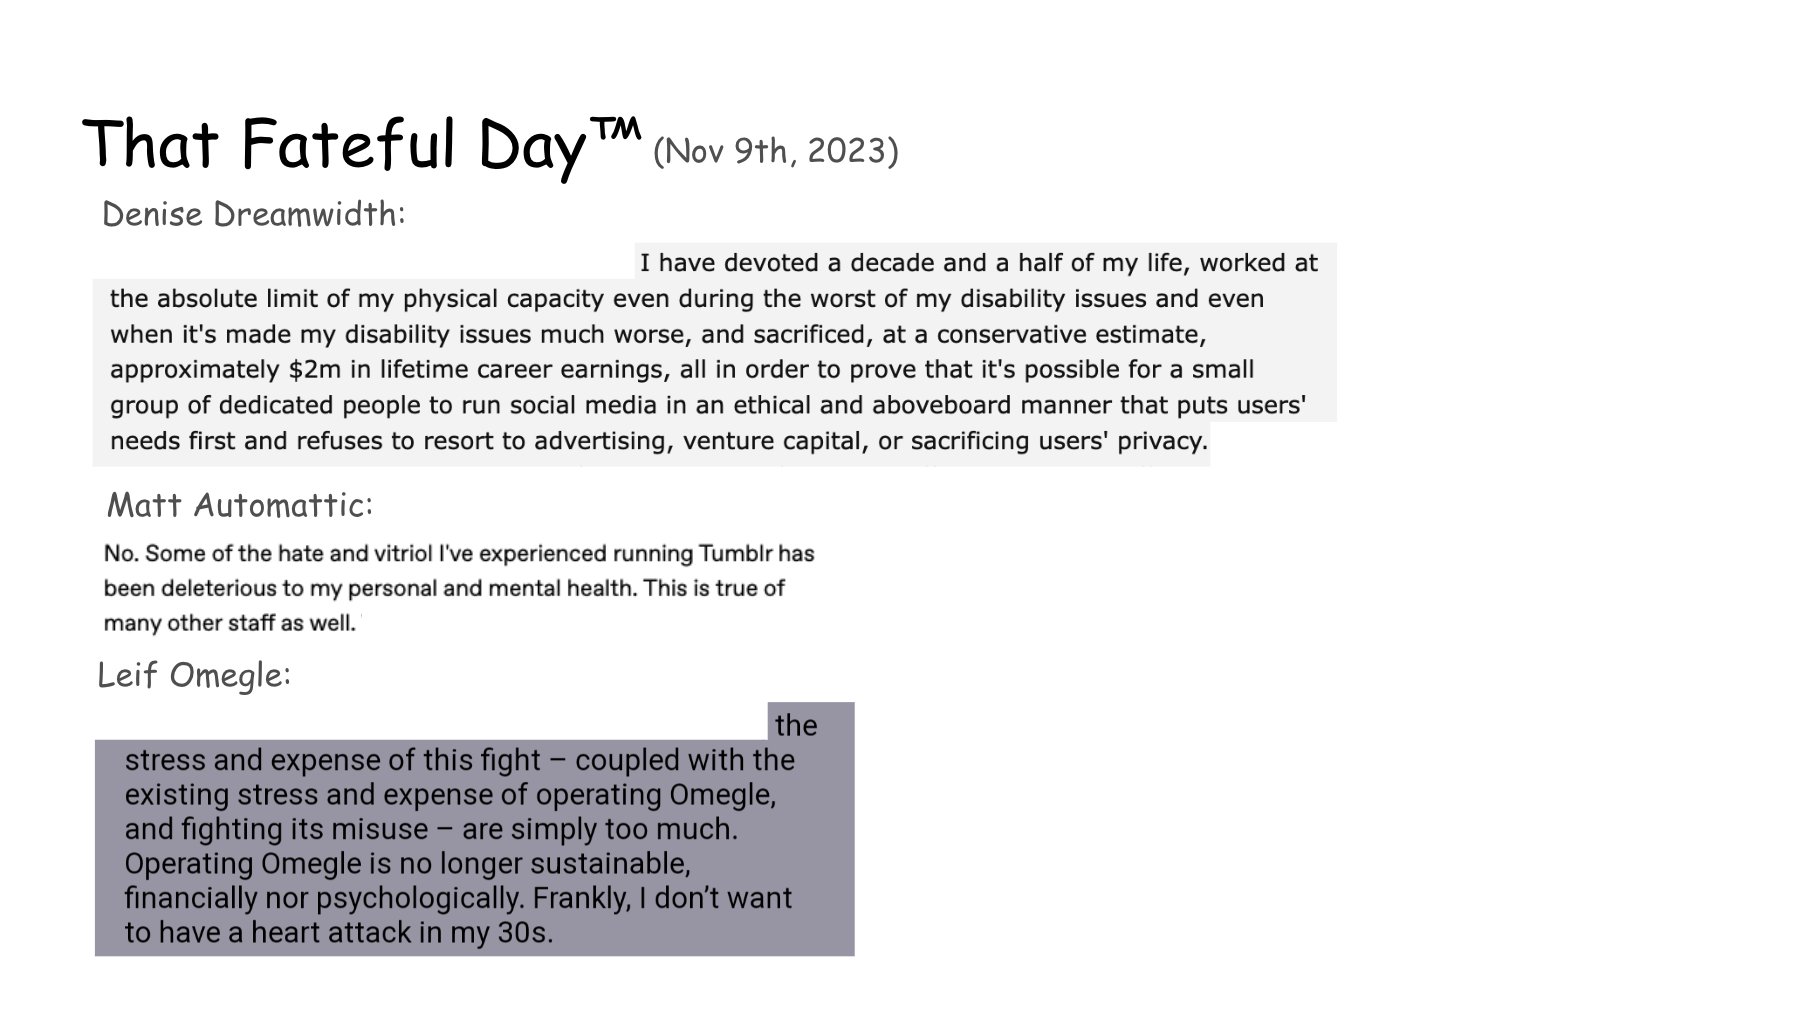 That Fateful Day™ (Nov 9th, 2023)
Denise Dreamwidth:
I have devoted a decade and a half of my life, worked at
the absolute limit of my physical capacity even during the worst of my disability issues and even
when it's made my disability issues much worse, and sacrificed, at a conservative estimate,
approximately $2m in lifetime career earnings, all in order to prove that it's possible for a small
group of dedicated people to run social media in an ethical and aboveboard manner that puts users'
needs first and refuses to resort to advertising, venture capital, or sacrificing users' privacy.
Matt Automattic:
No. Some of the hate and vitriol I've experienced running Tumblr has
been deleterious to my personal and mental health. This is true of
many other staff as well.
Leif Omegle:
the
stress and expense of this fight – coupled with the
existing stress and expense of operating Omegle,
and fighting its misuse – are simply too much.
Operating Omegle is no longer sustainable,
financially nor psychologically. Frankly, I don’t want
to have a heart attack in my 30s.